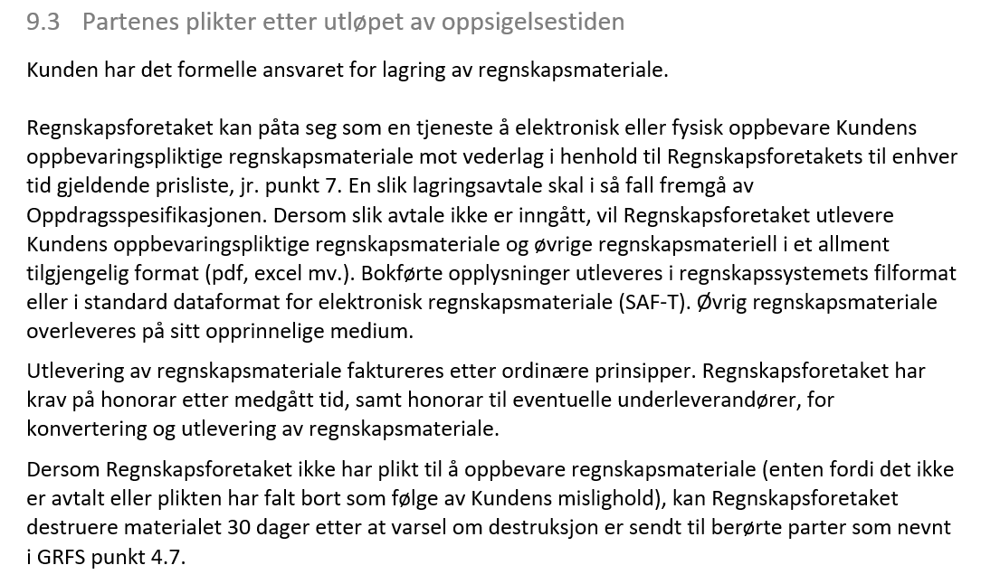 9.3 Partenes plikter etter utløpet av oppsigelsestiden
Kunden har det formelle ansvaret for lagring av regnskapsmateriale.
Regnskapsforetaket kan påta seg som en tjeneste å elektronisk eller fysisk oppbevare Kundens
oppbevaringspliktige regnskapsmateriale mot vederlag i henhold til Regnskapsforetakets til enhver
tid gjeldende prisliste, jr. punkt 7. En slik lagringsavtale skal i så fall fremgå av
Oppdragsspesifikasjonen. Dersom slik avtale ikke er inngått, vil Regnskapsforetaket utlevere
Kundens oppbevaringspliktige regnskapsmateriale og øvrige regnskapsmateriell i et allment
tilgjengelig format (pdf, excel mv.). Bokførte opplysninger utleveres i regnskapssystemets filformat
eller i standard dataformat for elektronisk regnskapsmateriale (SAF-T). Øvrig regnskapsmateriale
overleveres på sitt opprinnelige medium.
Utlevering av regnskapsmateriale faktureres etter ordinære prinsipper. Regnskapsforetaket har
krav på honorar etter medgått tid, samt honorar til eventuelle underleverandører, for
konvertering og utlevering av regnskapsmateriale.
Dersom Regnskapsforetaket ikke har plikt til å oppbevare regnskapsmateriale (enten fordi det ikke
er avtalt eller plikten har falt bort som følge av Kundens mislighold), kan Regnskapsforetaket
destruere materialet 30 dager etter at varsel om destruksjon er sendt til berørte parter som nevnt
i GRFS punkt 4.7.